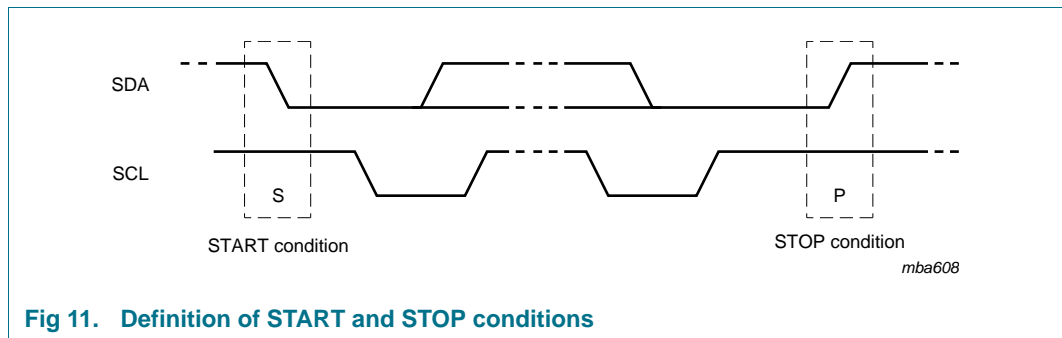 SDA
SCL
S
P
START condition
STOP condition
mba608
Fig 11. Definition of START and STOP conditions